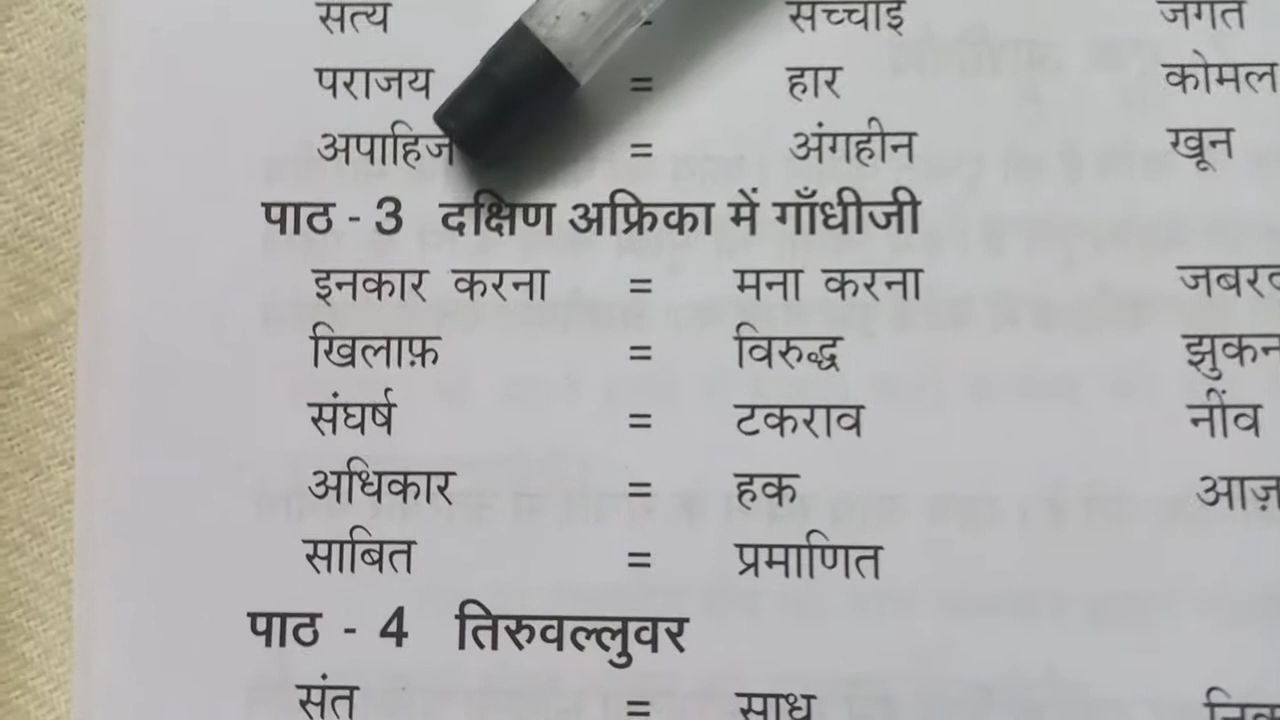 सत्य - सच्चाई जगत
पराजय = हार कोमल
अपाहिज = अंगहीन खून
पाठ - 3 दक्षिण अफ्रिका में गाँधीजी
इनकार करना = मना करना
खिलाफ़ = विरुद्ध
संघर्ष = टकराव नींव
अधिकार = हक
साबित = प्रमाणित
पाठ - 4 तिरुवल्लुवर
संत = साधु